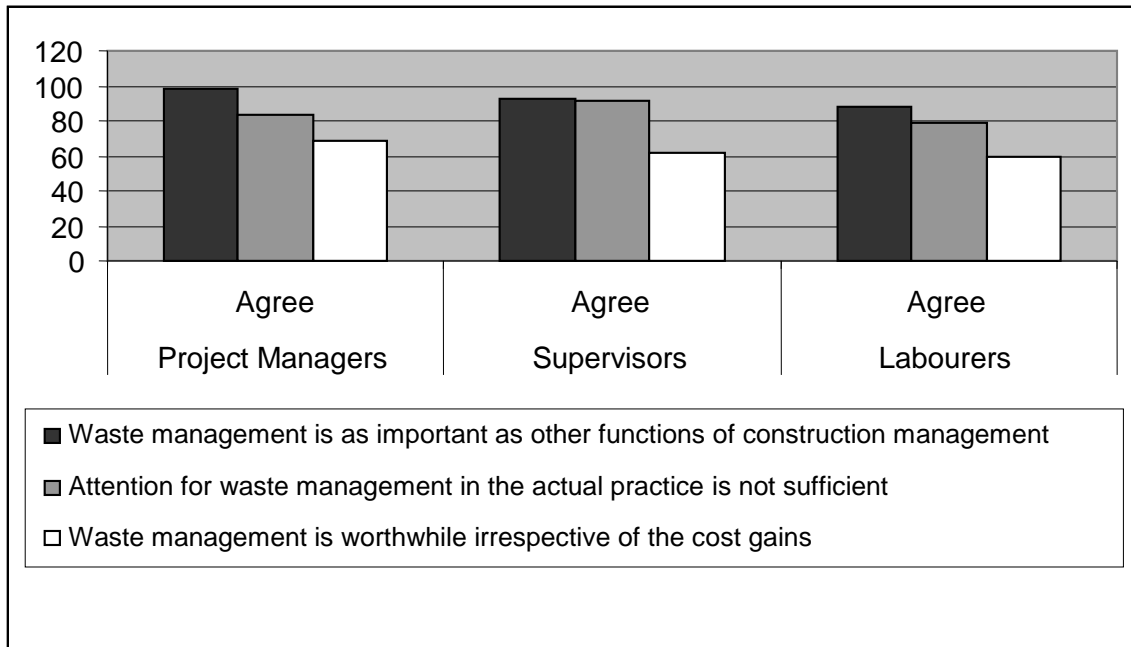 120
100
80
60
40
20
0
Agree Agree Agree
Project Managers Supervisors Labourers
Waste management is as important as other functions of construction management
Attention for waste management in the actual practice is not sufficient
Waste management is worthwhile irrespective of the cost gains